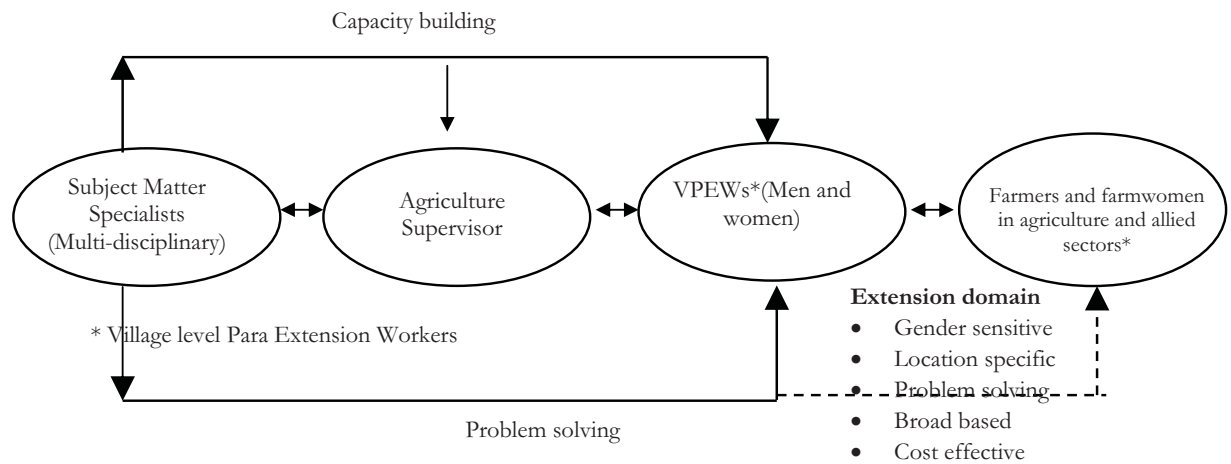 Capacity building
Subject Matter
Specialists
(Multi-disciplinary)
Agriculture
Supervisor
VPEWs*(Men and
women)
Farmers and farmwomen
in agriculture and allied
sectors*
* Village level Para Extension Workers
Extension domain
• Gender sensitive
• Location specific
• Problem solving
• Broad based
• Cost effective
Problem solving